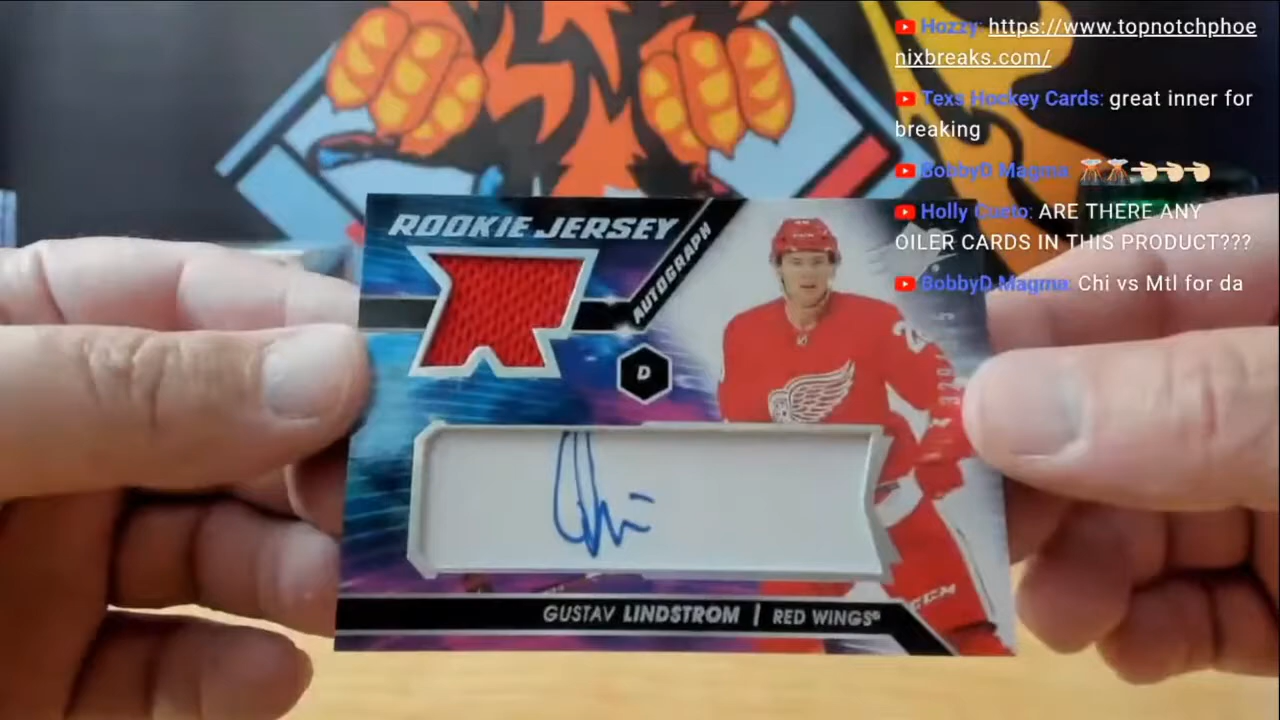 Hozzy: https://www.topnotchphoe
nixbreaks.com/
Texs Hockey Cards: great inner for
breaking
BobbyD Magma:
Holly Cueto: ARE THERE ANY
OILER CARDS IN THIS PRODUCT???
BobbyD Magma: Chi vs Mtl for da
ROOKIE JERSEY
AUTOGRAPH
D
GUSTAV LINDSTROM | RED WINGS
CCM